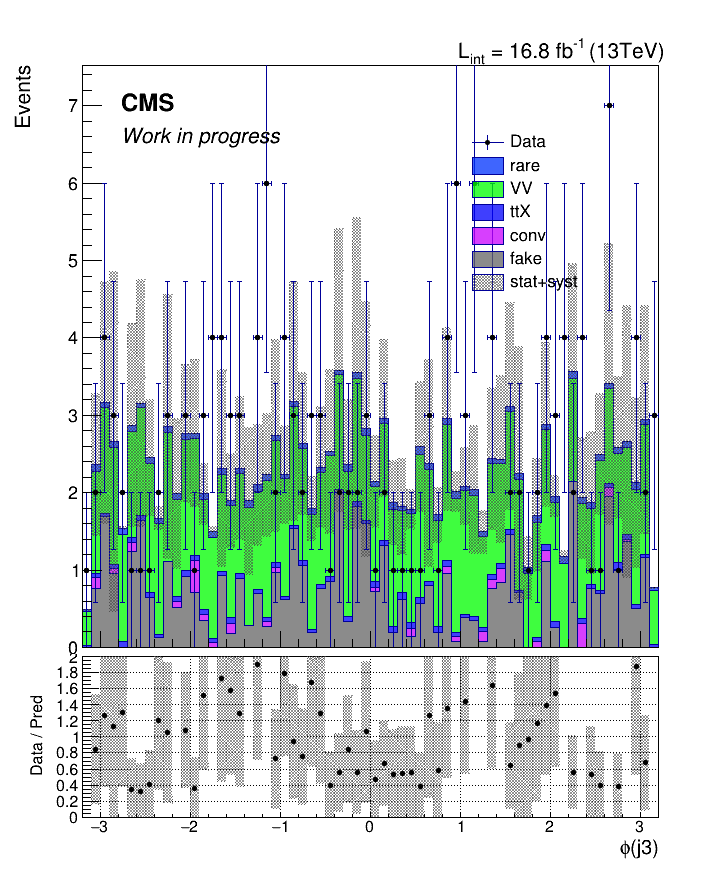 L_int = 16.8 fb^-1 (13TeV)
Events
CMS
Work in progress
Data
rare
VV
ttX
conv
fake
stat+syst
7
6
5
4
3
2
1
0
Data / Pred
2
1.8
1.6
1.4
1.2
1
0.8
0.6
0.4
0.2
0
−3 −2 −1 0 1 2 3
ϕ(j3)